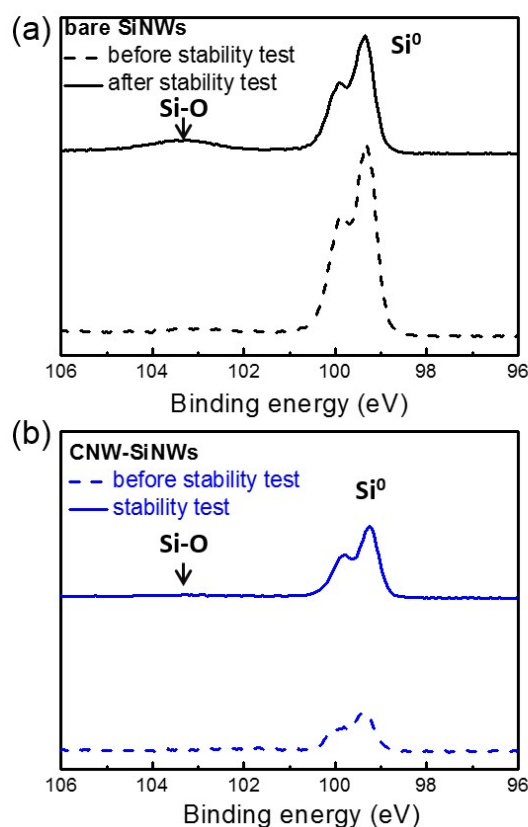 (a)
bare SiNWs
before stability test
after stability test
Si-O
Si⁰
106 104 102 100 98 96
Binding energy (eV)
(b)
CNW-SiNWs
before stability test
stability test
Si-O
Si⁰
106 104 102 100 98 96
Binding energy (eV)